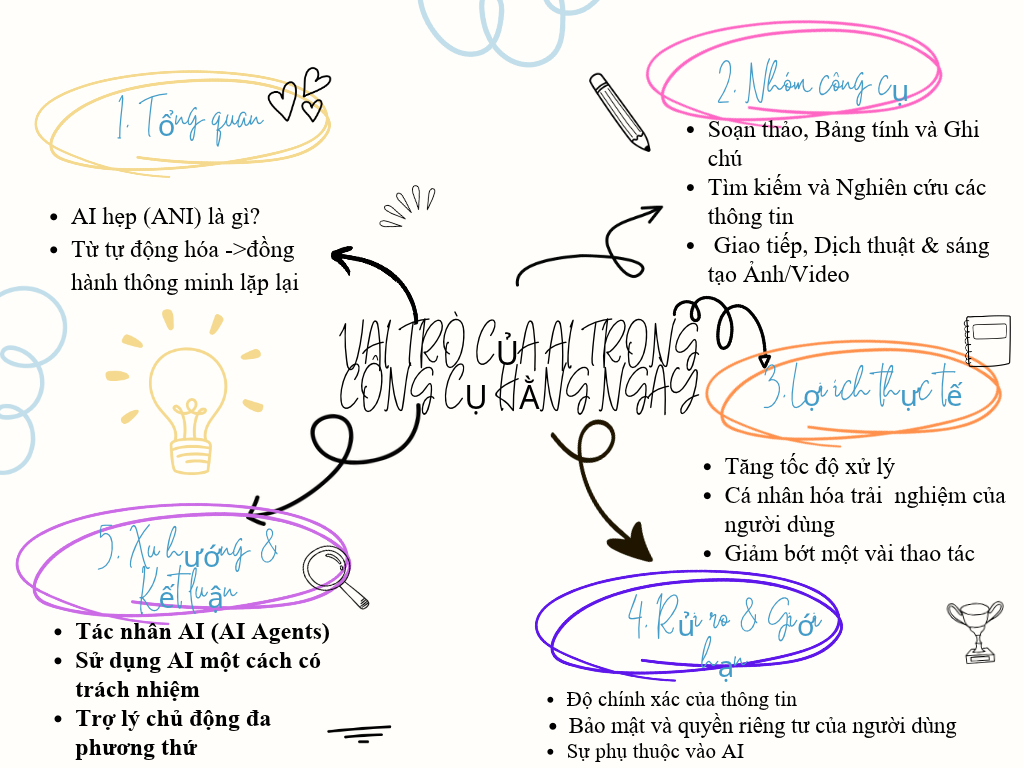 VAI TRÒ CỦA AI TRONG
CÔNG CỤ HẰNG NGÀY
1. Tổng quan
• AI hẹp (ANI) là gì?
• Từ tự động hóa ->đồng
hành thông minh lặp lại
2. Nhóm công cụ
• Soạn thảo, Bảng tính và Ghi
chú
• Tìm kiếm và Nghiên cứu các
thông tin
• Giao tiếp, Dịch thuật & sáng
tạo Ảnh/Video
3. Lợi ích thực tế
• Tăng tốc độ xử lý
• Cá nhân hóa trải nghiệm của
người dùng
• Giảm bớt một vài thao tác
4. Rủi ro & Giới
hạn
• Độ chính xác của thông tin
• Bảo mật và quyền riêng tư của người dùng
• Sự phụ thuộc vào AI
5. Xu hướng &
Kết luận
• Tác nhân AI (AI Agents)
• Sử dụng AI một cách có
trách nhiệm
• Trợ lý chủ động đa
phương thứ